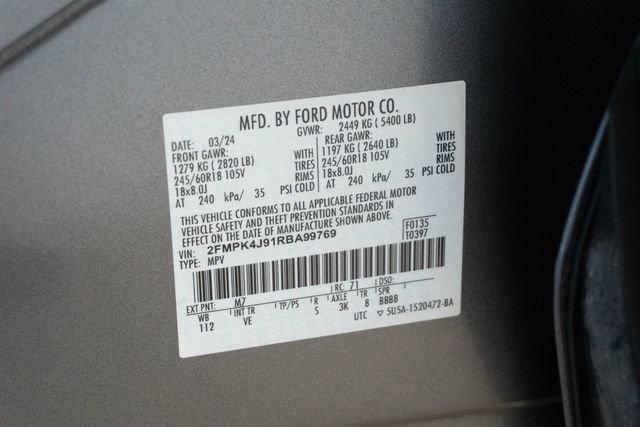 MFD. BY FORD MOTOR CO.
DATE: 03/24 GVWR: 2449 KG ( 5400 LB)
FRONT GAWR: REAR GAWR:
1279 KG ( 2820 LB) WITH 1197 KG ( 2640 LB) WITH
245/60R18 105V TIRES 245/60R18 105V TIRES
18x8.0J RIMS 18x8.0J RIMS
AT 240 kPa/ 35 PSI COLD AT 240 kPa/ 35 PSI COLD
THIS VEHICLE CONFORMS TO ALL APPLICABLE FEDERAL MOTOR
VEHICLE SAFETY AND THEFT PREVENTION STANDARDS IN
EFFECT ON THE DATE OF MANUFACTURE SHOWN ABOVE.
VIN: 2FMPK4J91RBA99769 F0135
TYPE: MPV T0397
EXT PNT: M7 RC: 71 DSO:
WB INT TR TP/PS R AXLE TR SPR
112 VE S 3K B BBBB
UTC ▽ 5U5A-1520472-BA